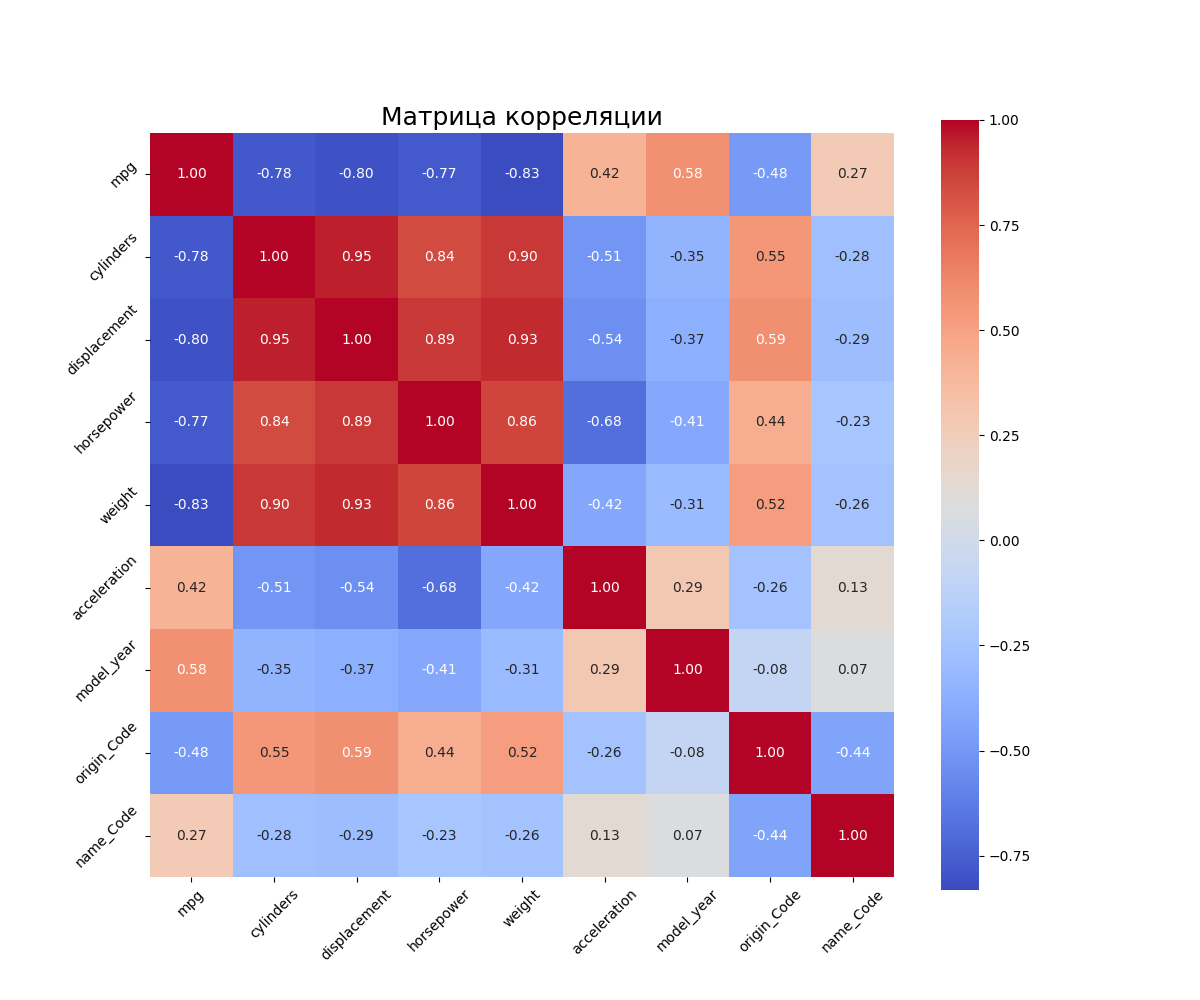 Матрица корреляции
mpg 1.00 -0.78 -0.80 -0.77 -0.83 0.42 0.58 -0.48 0.27
cylinders -0.78 1.00 0.95 0.84 0.90 -0.51 -0.35 0.55 -0.28
displacement -0.80 0.95 1.00 0.89 0.93 -0.54 -0.37 0.59 -0.29
horsepower -0.77 0.84 0.89 1.00 0.86 -0.68 -0.41 0.44 -0.23
weight -0.83 0.90 0.93 0.86 1.00 -0.42 -0.31 0.52 -0.26
acceleration 0.42 -0.51 -0.54 -0.68 -0.42 1.00 0.29 -0.26 0.13
model_year 0.58 -0.35 -0.37 -0.41 -0.31 0.29 1.00 -0.08 0.07
origin_Code -0.48 0.55 0.59 0.44 0.52 -0.26 -0.08 1.00 -0.44
name_Code 0.27 -0.28 -0.29 -0.23 -0.26 0.13 0.07 -0.44 1.00
mpg cylinders displacement horsepower weight acceleration model_year origin_Code name_Code
1.00
0.75
0.50
0.25
0.00
−0.25
−0.50
−0.75